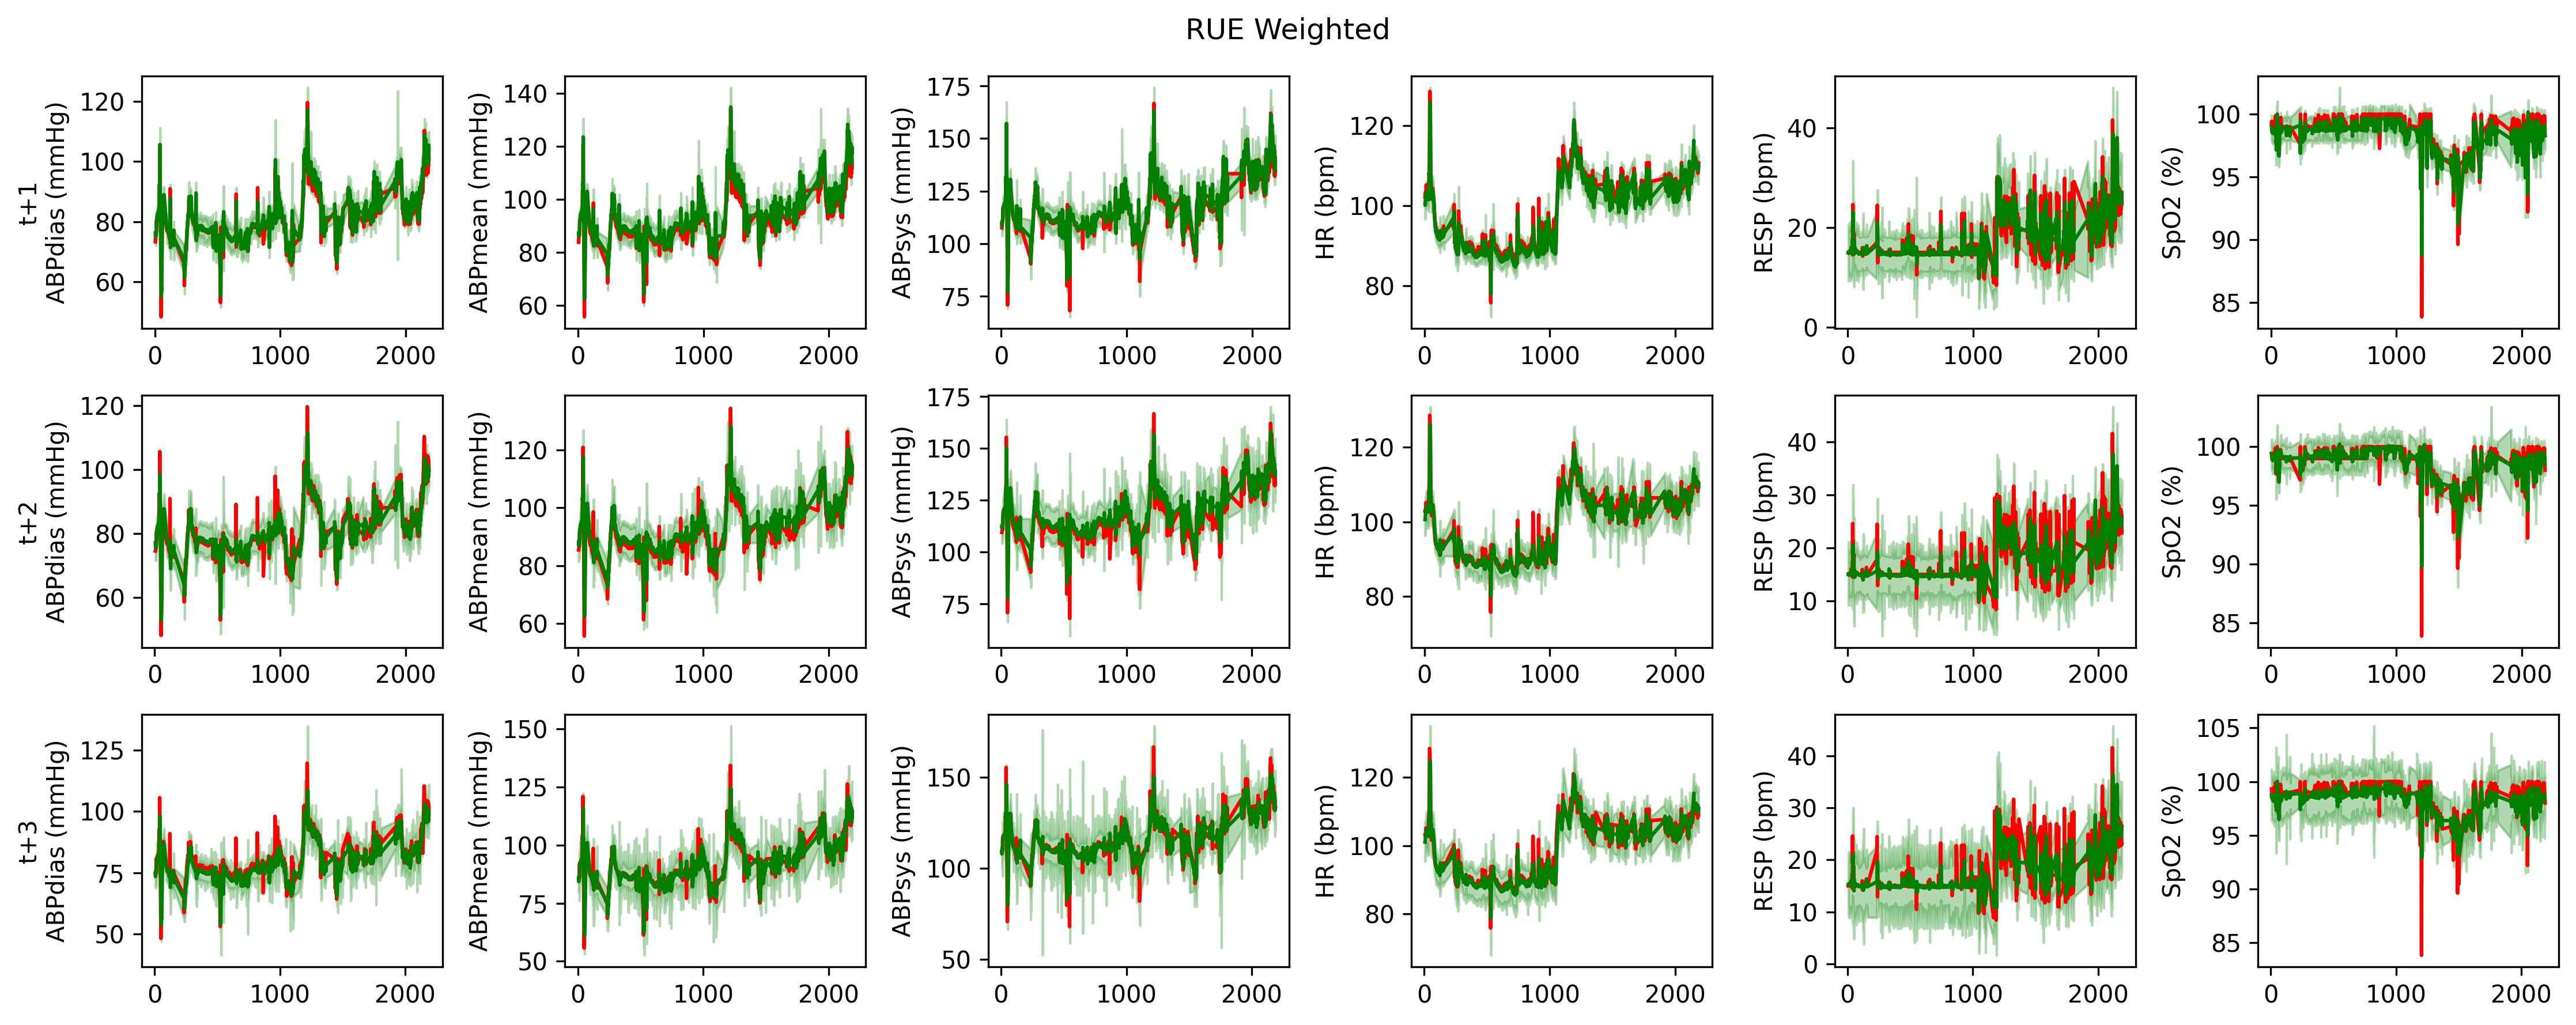 RUE Weighted
t+1
ABPdias (mmHg)
120
100
80
60
0 1000 2000
ABPmean (mmHg)
140
120
100
80
60
0 1000 2000
ABPsys (mmHg)
175
150
125
100
75
0 1000 2000
HR (bpm)
120
100
80
0 1000 2000
RESP (bpm)
40
20
0
0 1000 2000
SpO2 (%)
100
95
90
85
0 1000 2000
t+2
ABPdias (mmHg)
120
100
80
60
0 1000 2000
ABPmean (mmHg)
120
100
80
60
0 1000 2000
ABPsys (mmHg)
175
150
125
100
75
0 1000 2000
HR (bpm)
120
100
80
0 1000 2000
RESP (bpm)
40
30
20
10
0 1000 2000
SpO2 (%)
100
95
90
85
0 1000 2000
t+3
ABPdias (mmHg)
125
100
75
50
0 1000 2000
ABPmean (mmHg)
150
125
100
75
50
0 1000 2000
ABPsys (mmHg)
150
100
50
0 1000 2000
HR (bpm)
120
100
80
0 1000 2000
RESP (bpm)
40
30
20
10
0
0 1000 2000
SpO2 (%)
105
100
95
90
85
0 1000 2000